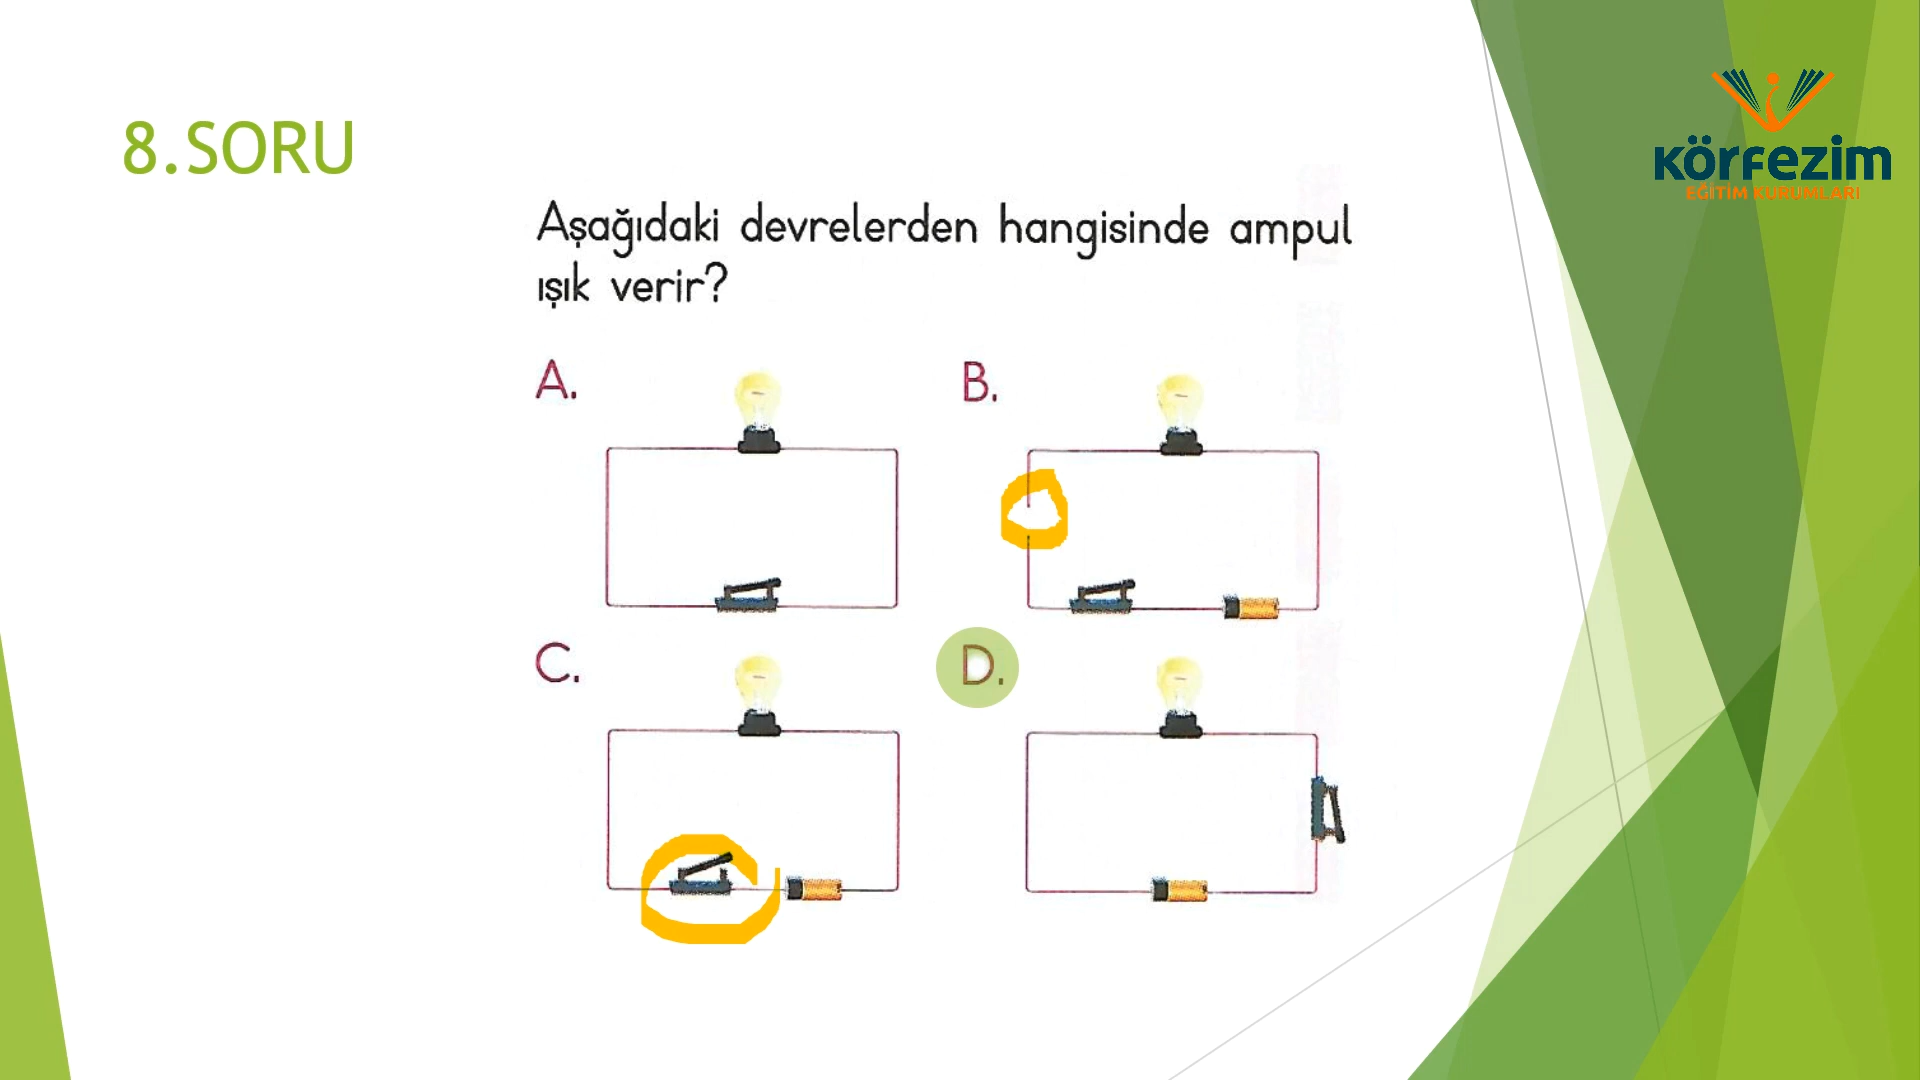 8.SORU
körfezim
EĞİTİM KURUMLARI
Aşağıdaki devrelerden hangisinde ampul
ışık verir?
A.
B.
C.
D.